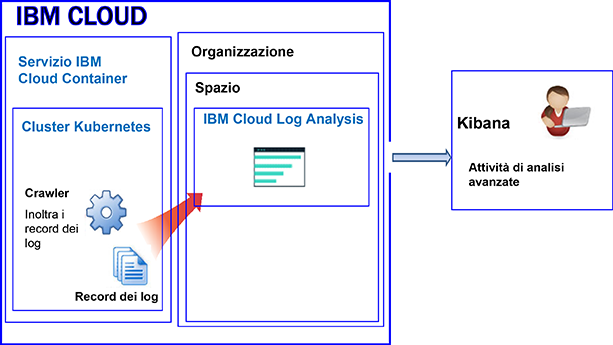 IBM CLOUD
Servizio IBM
Cloud Container
Cluster Kubernetes
Crawler
Inoltra i
record dei
log
Record dei log
Organizzazione
Spazio
IBM Cloud Log Analysis
Kibana
Attività di analisi
avanzate